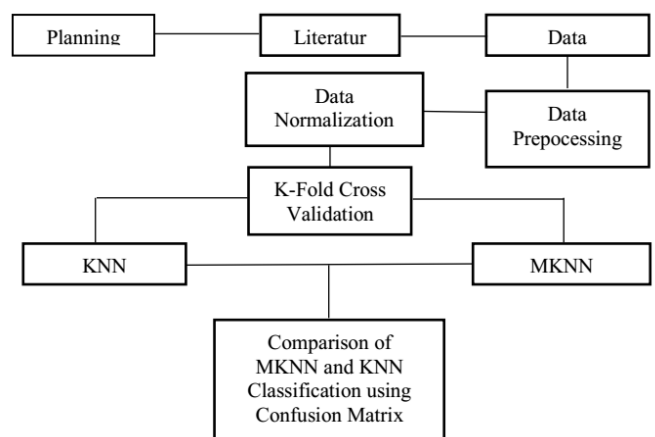 Planning
Literatur
Data
Data
Normalization
Data
Prepocessing
K-Fold Cross
Validation
KNN
MKNN
Comparison of
MKNN and KNN
Classification using
Confusion Matrix